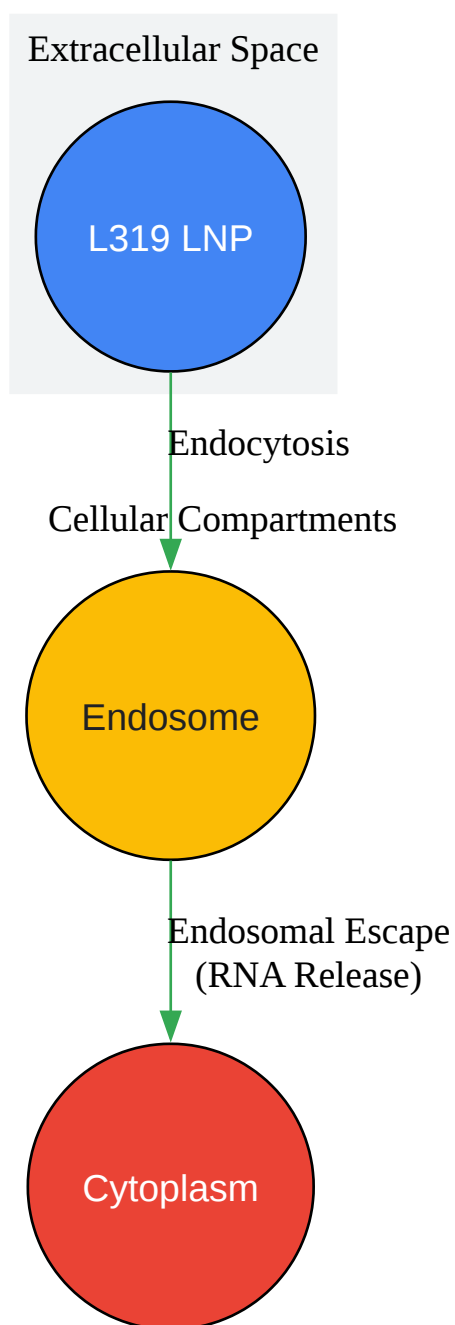 Extracellular Space
L319 LNP
Endocytosis
Cellular Compartments
Endosome
Endosomal Escape
(RNA Release)
Cytoplasm